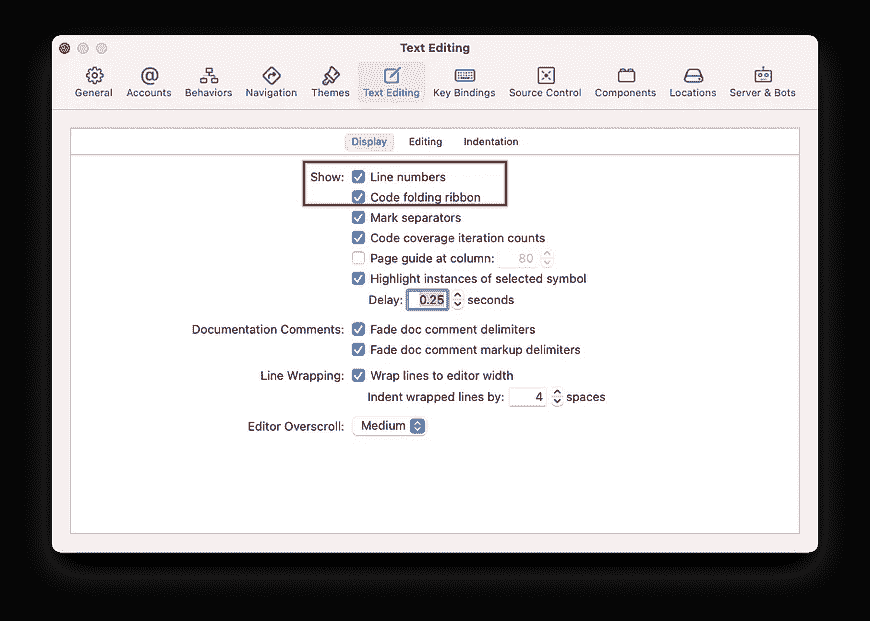 Text Editing
General Accounts Behaviors Navigation Themes Text Editing Key Bindings Source Control Components Locations Server & Bots
Display Editing Indentation
Show: Line numbers
Code folding ribbon
Mark separators
Code coverage iteration counts
Page guide at column: 80
Highlight instances of selected symbol
Delay: 0.25 seconds
Documentation Comments: Fade doc comment delimiters
Fade doc comment markup delimiters
Line Wrapping: Wrap lines to editor width
Indent wrapped lines by: 4 spaces
Editor Overscroll: Medium